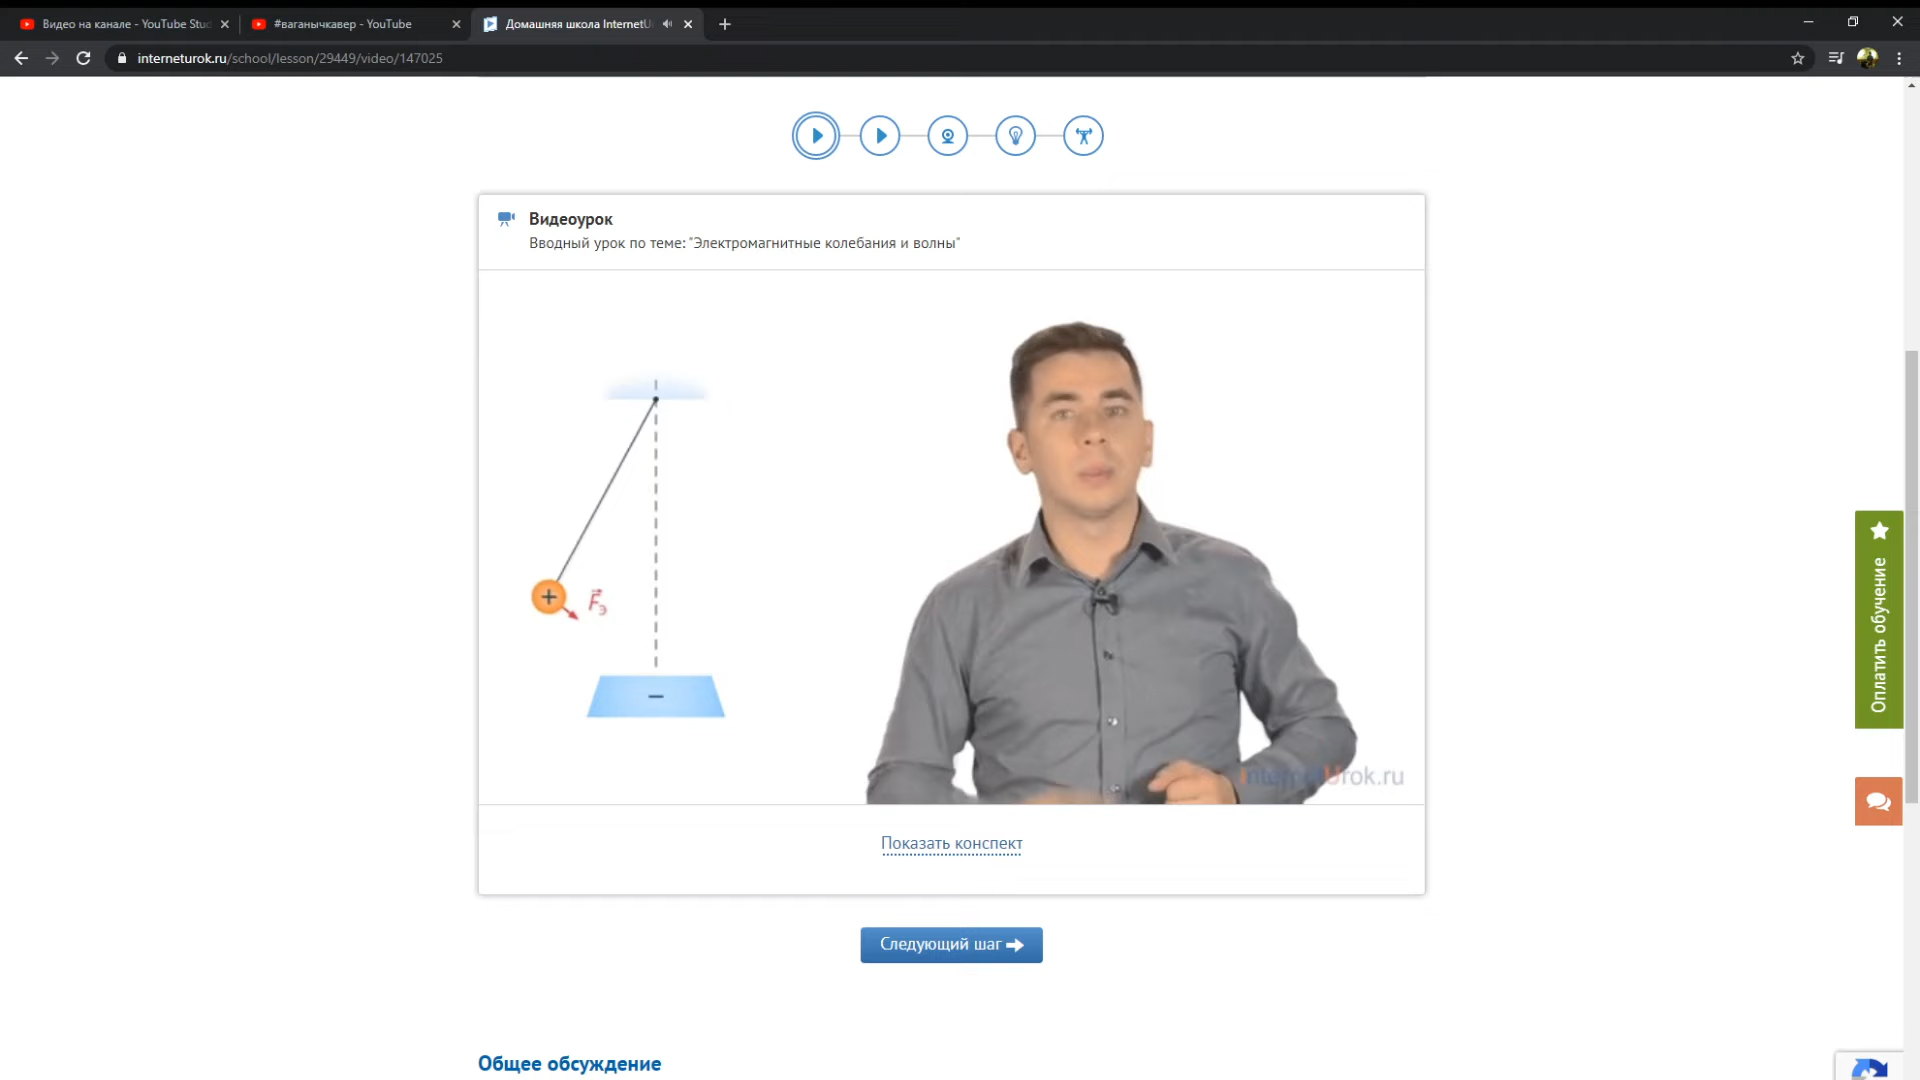 Видео на канале - YouTube Stu
#ваганычкавер - YouTube
Домашняя школа InternetU
interneturok.ru/school/lesson/29449/video/147025
Видеоурок
Вводный урок по теме: "Электромагнитные колебания и волны"
+
F⃗э
−
InternetUrok.ru
Показать конспект
Следующий шаг
Оплатить обучение
Общее обсуждение